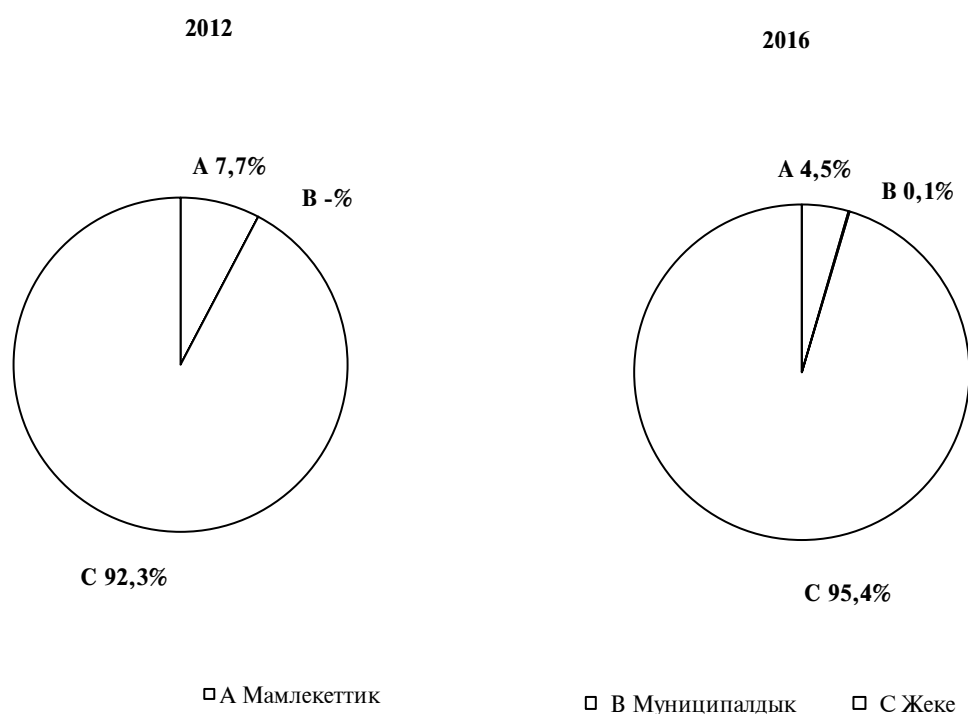 2012
2016
A 7,7%
B -%
A 4,5%
B 0,1%
C 92,3%
C 95,4%
А Мамлекеттик
В Муниципалдык
С Жеке